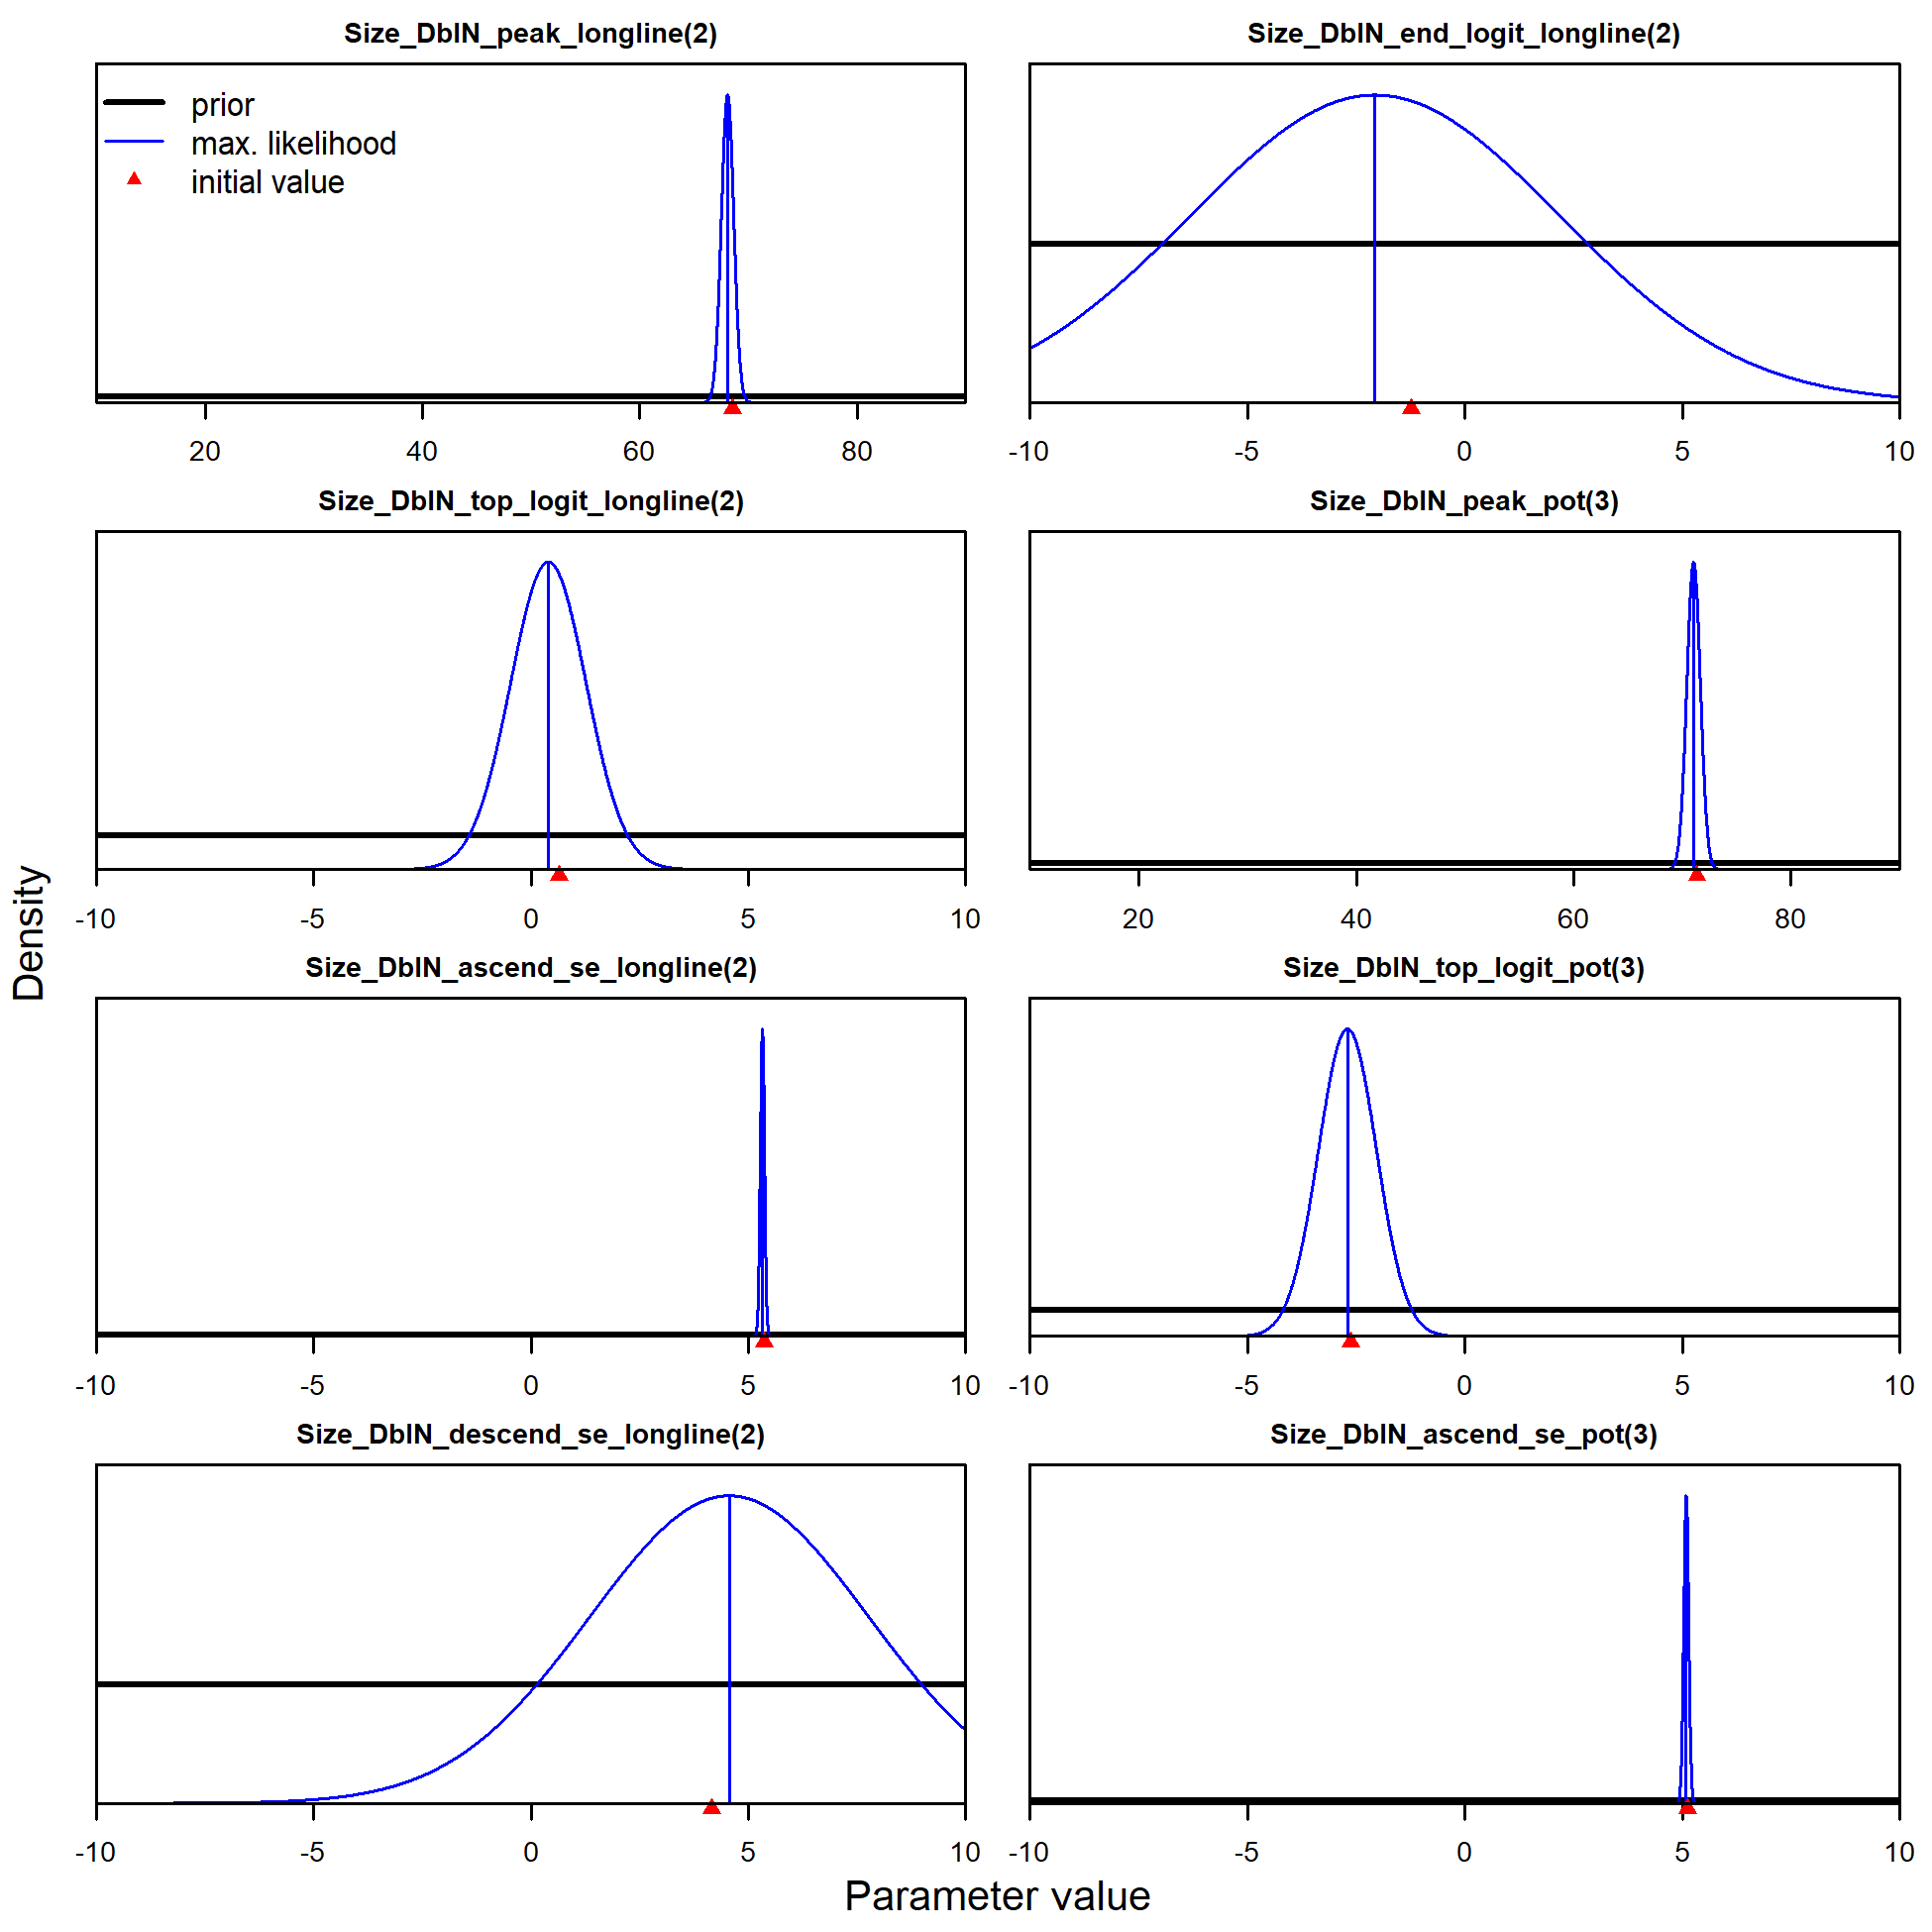 Size_DblN_peak_longline(2)
prior
max. likelihood
initial value
20 40 60 80
Size_DblN_end_logit_longline(2)
-10 -5 0 5 10
Size_DblN_top_logit_longline(2)
-10 -5 0 5 10
Size_DblN_peak_pot(3)
20 40 60 80
Size_DblN_ascend_se_longline(2)
-10 -5 0 5 10
Size_DblN_top_logit_pot(3)
-10 -5 0 5 10
Size_DblN_descend_se_longline(2)
-10 -5 0 5 10
Size_DblN_ascend_se_pot(3)
-10 -5 0 5 10
Density
Parameter value